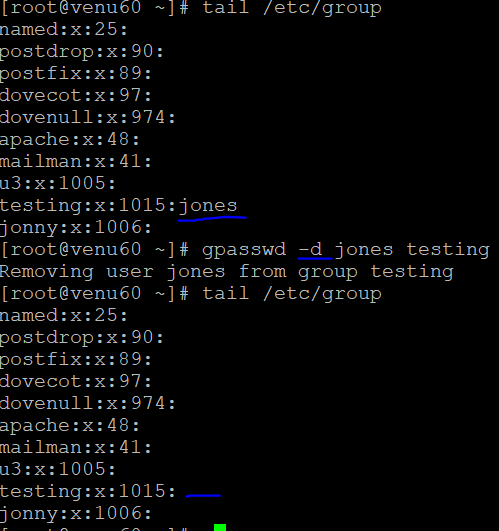 [root@venu60 ~]# tail /etc/group
named:x:25:
postdrop:x:90:
postfix:x:89:
dovecot:x:97:
dovenull:x:974:
apache:x:48:
mailman:x:41:
u3:x:1005:
testing:x:1015:jones
jonny:x:1006:
[root@venu60 ~]# gpasswd -d jones testing
Removing user jones from group testing
[root@venu60 ~]# tail /etc/group
named:x:25:
postdrop:x:90:
postfix:x:89:
dovecot:x:97:
dovenull:x:974:
apache:x:48:
mailman:x:41:
u3:x:1005:
testing:x:1015:
jonny:x:1006: